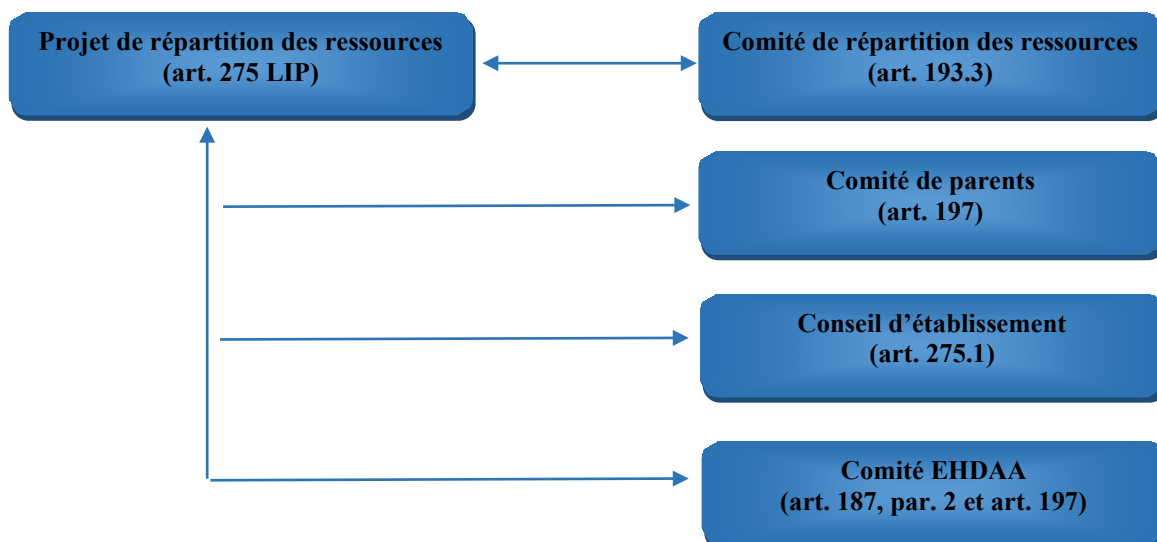 Projet de répartition des ressources
(art. 275 LIP)
Comité de répartition des ressources
(art. 193.3)
Comité de parents
(art. 197)
Conseil d’établissement
(art. 275.1)
Comité EHDAA
(art. 187, par. 2 et art. 197)